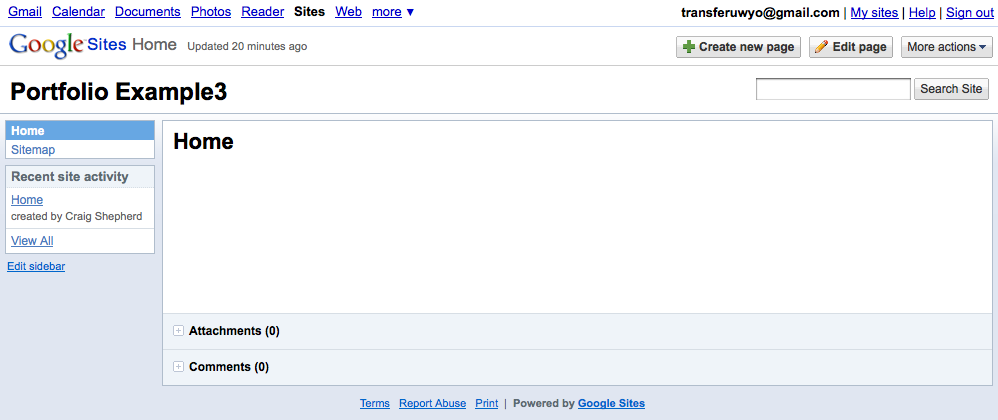 Gmail Calendar Documents Photos Reader Sites Web more ▼ transferuwyo@gmail.com | My sites | Help | Sign out
Google Sites Home Updated 20 minutes ago Create new page Edit page More actions ▾
Portfolio Example3 Search Site
Home
Sitemap
Recent site activity
Home
created by Craig Shepherd
View All
Edit sidebar
Home
Attachments (0)
Comments (0)
Terms Report Abuse Print | Powered by Google Sites